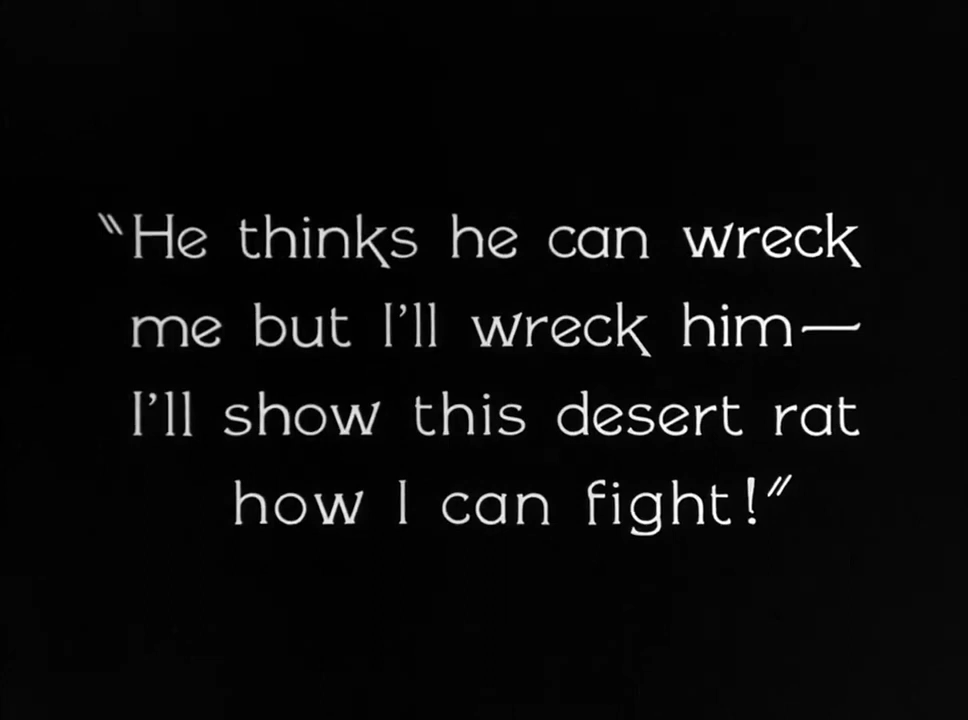 "He thinks he can wreck
me but I'll wreck him—
I'll show this desert rat
how I can fight!"